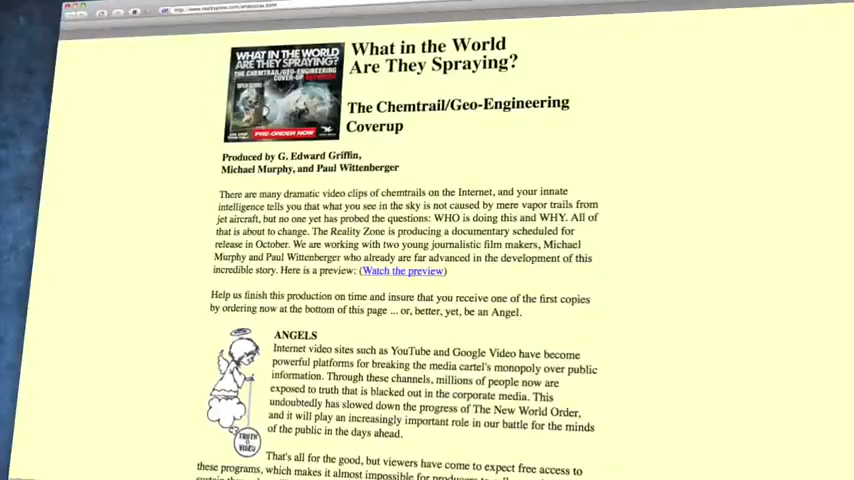 WHAT IN THE WORLD
ARE THEY SPRAYING?
THE CHEMTRAIL/GEO-ENGINEERING
PRE-ORDER NOW
What in the World
Are They Spraying?
The Chemtrail/Geo-Engineering
Coverup
Produced by G. Edward Griffin,
Michael Murphy, and Paul Wittenberger
There are many dramatic video clips of chemtrails on the Internet, and your innate
intelligence tells you that what you see in the sky is not caused by mere vapor trails from
jet aircraft, but no one yet has probed the questions: WHO is doing this and WHY. All of
that is about to change. The Reality Zone is producing a documentary scheduled for
release in October. We are working with two young journalistic film makers, Michael
Murphy and Paul Wittenberger who already are far advanced in the development of this
incredible story. Here is a preview: (Watch the preview)
Help us finish this production on time and insure that you receive one of the first copies
by ordering now at the bottom of this page ... or, better, yet, be an Angel.
ANGELS
Internet video sites such as YouTube and Google Video have become
powerful platforms for breaking the media cartel's monopoly over public
information. Through these channels, millions of people now are
exposed to truth that is blacked out in the corporate media. This
undoubtedly has slowed down the progress of The New World Order,
and it will play an increasingly important role in our battle for the minds
of the public in the days ahead.
TRUTH
VIDEO
That's all for the good, but viewers have come to expect free access to
these programs, which makes it almost impossible for producers to